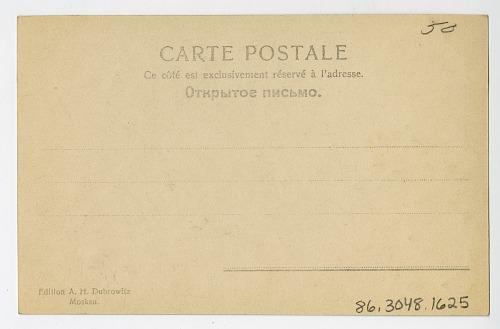 50
CARTE POSTALE
Ce côté est exclusivement réservé à l'adresse.
Открытое письмо.
Edition A. H. Dubrowitz
Moskau.
86.3048.1625